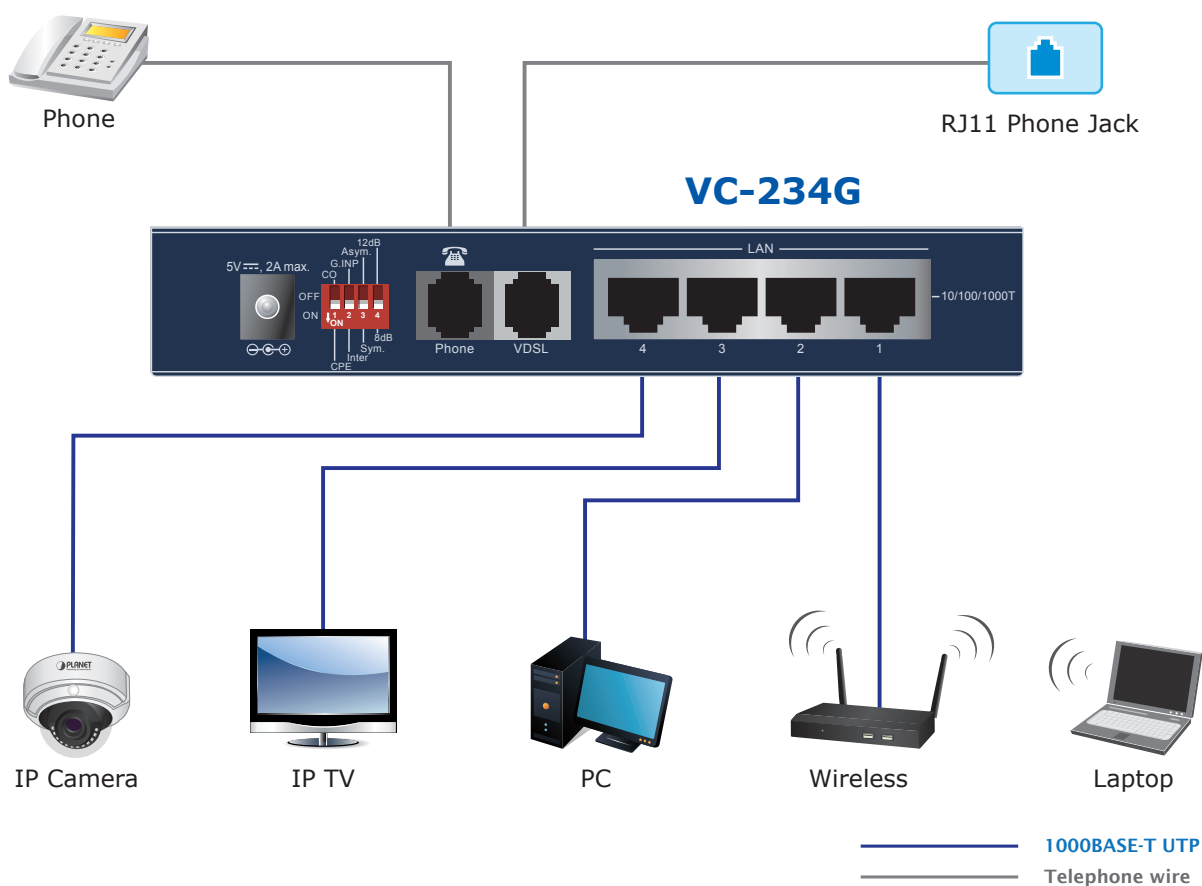 Phone
RJ11 Phone Jack
VC-234G
5V⎓, 2A max.
12dB
Asym.
G.INP
CO
OFF
ON
1 2 3 4
ON
8dB
Sym.
Inter
CPE
Phone
VDSL
LAN
10/100/1000T
4 3 2 1
PLANET
IP Camera
IP TV
PC
Wireless
Laptop
1000BASE-T UTP
Telephone wire